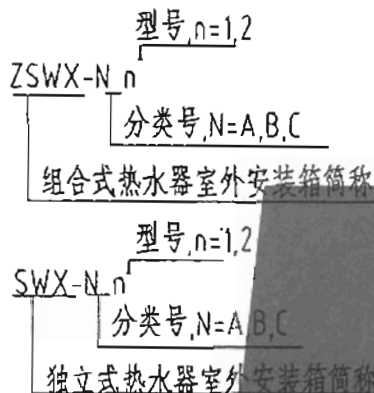 型号,n=1,2
ZSWX-N n
分类号,N=A,B,C
组合式热水器室外安装箱简称
型号,n=1,2
SWX-N n
分类号,N=A,B,C
独立式热水器室外安装箱简称